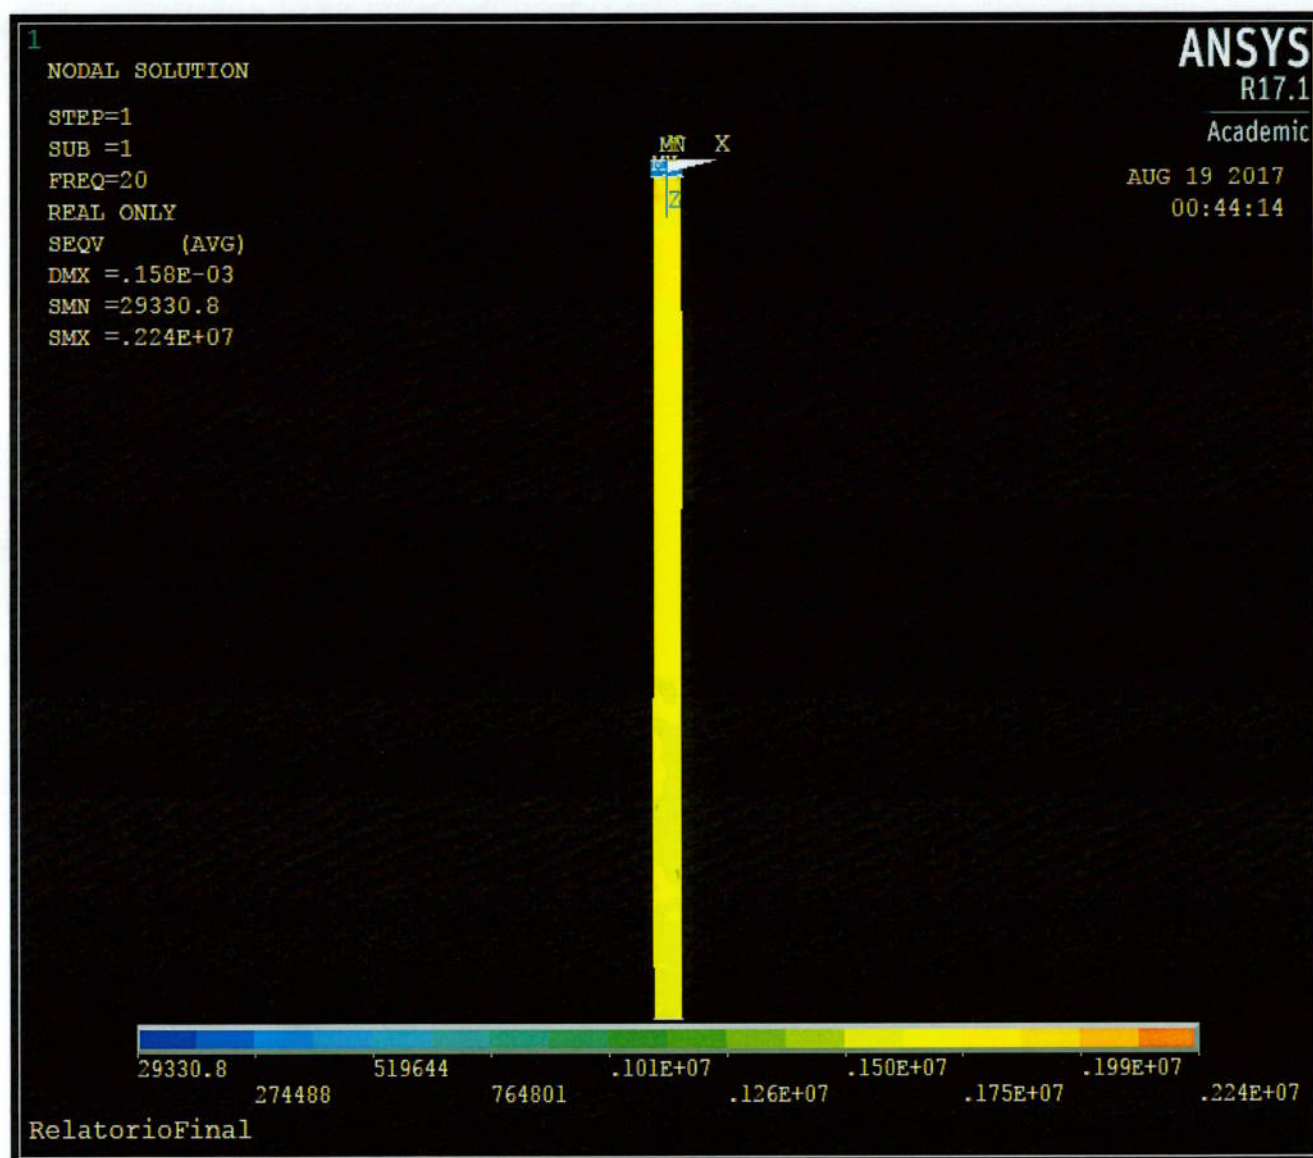 1
NODAL SOLUTION
STEP=1
SUB =1
FREQ=20
REAL ONLY
SEQV (AVG)
DMX =.158E-03
SMN =29330.8
SMX =.224E+07
ANSYS
R17.1
Academic
AUG 19 2017
00:44:14
MN X
Z
29330.8 519644 .101E+07 .150E+07 .199E+07
274488 764801 .126E+07 .175E+07 .224E+07
RelatorioFinal